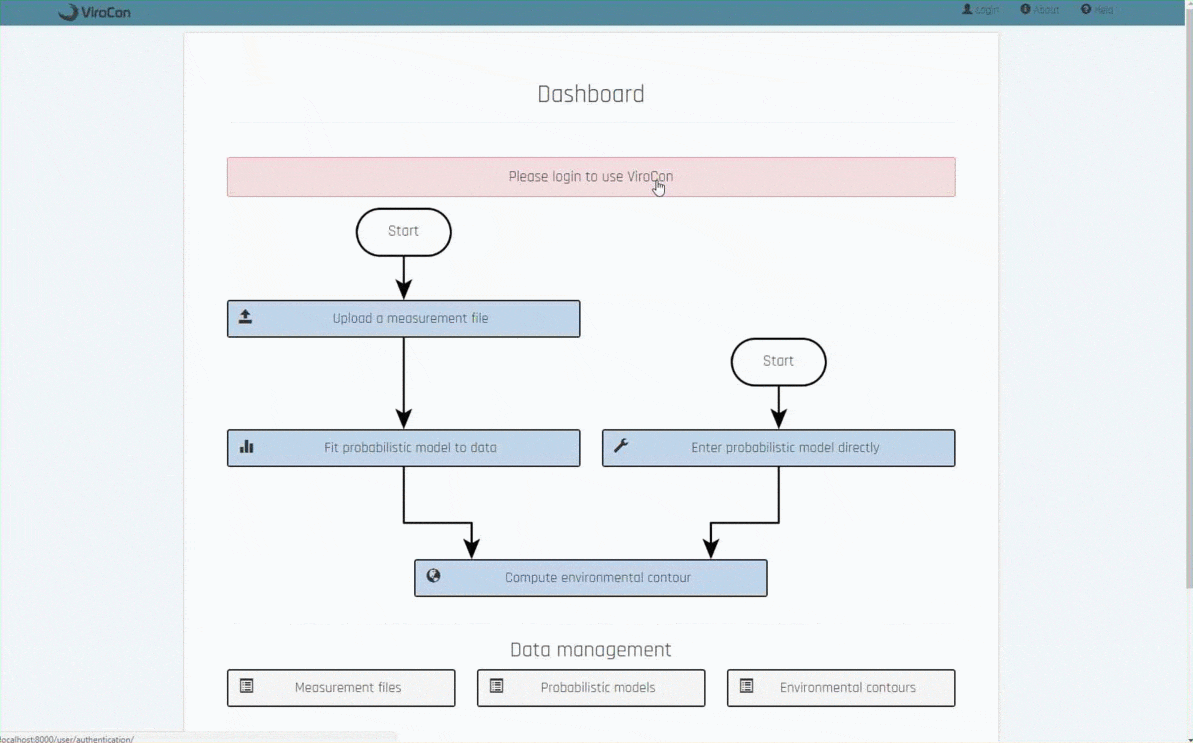 ViroCon
Login About Help
Dashboard
Please login to use ViroCon
Start
Upload a measurement file
Start
Fit probabilistic model to data
Enter probabilistic model directly
Compute environmental contour
Data management
Measurement files
Probabilistic models
Environmental contours
localhost:8000/user/authentication/